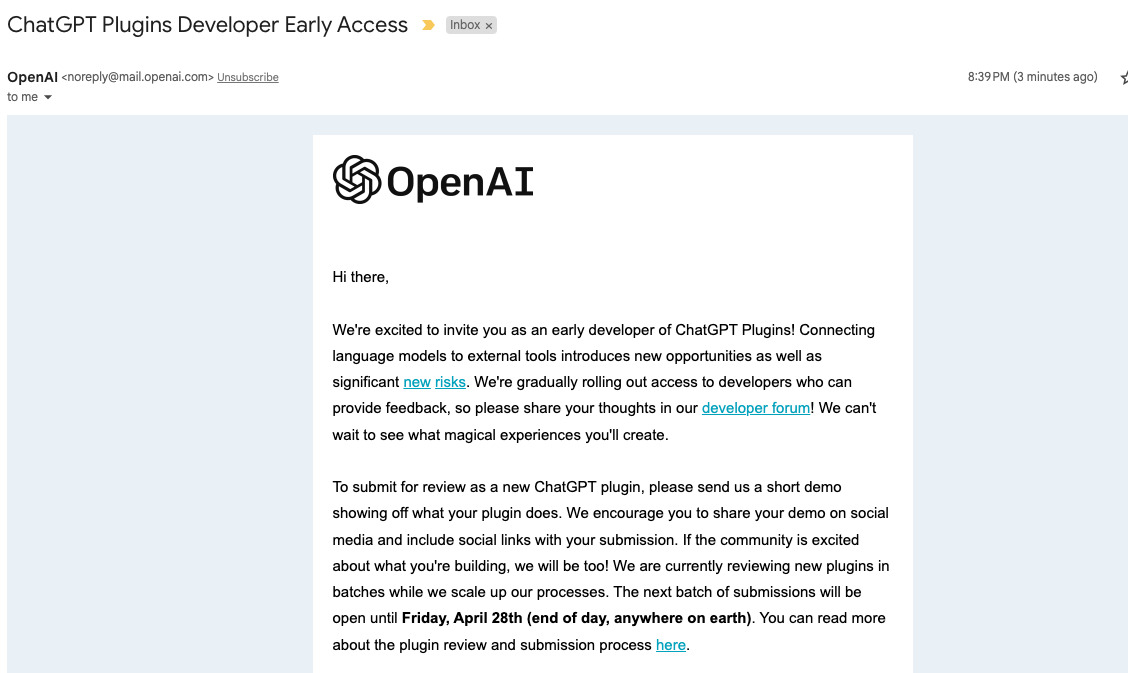 ChatGPT Plugins Developer Early Access Inbox ×
OpenAI <noreply@mail.openai.com> Unsubscribe 8:39 PM (3 minutes ago)
to me
OpenAI
Hi there,
We're excited to invite you as an early developer of ChatGPT Plugins! Connecting
language models to external tools introduces new opportunities as well as
significant new risks. We're gradually rolling out access to developers who can
provide feedback, so please share your thoughts in our developer forum! We can't
wait to see what magical experiences you'll create.
To submit for review as a new ChatGPT plugin, please send us a short demo
showing off what your plugin does. We encourage you to share your demo on social
media and include social links with your submission. If the community is excited
about what you're building, we will be too! We are currently reviewing new plugins in
batches while we scale up our processes. The next batch of submissions will be
open until Friday, April 28th (end of day, anywhere on earth). You can read more
about the plugin review and submission process here.